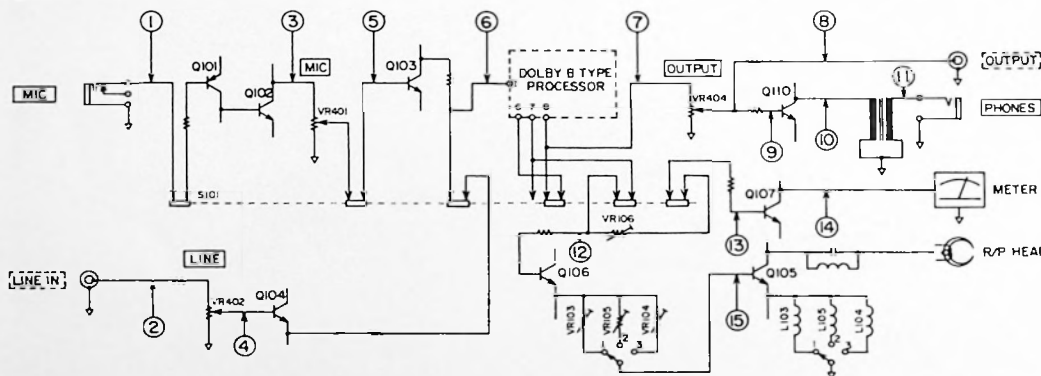 1 3 5 6 7 8
Q101 Q103 DOLBY B TYPE PROCESSOR OUTPUT OUTPUT
MIC Q102 MIC VR401 1 6 7 8 VR404 Q110 11 PHONES
9 10
S101 Q107 METER
VR106
LINE 12 13 14
LINE IN Q106 Q105 R/P HEAD
VR402 Q104
2 4 VR103 VR105 VR104 15 L103 L105 L104
1 2 3 1 2 3